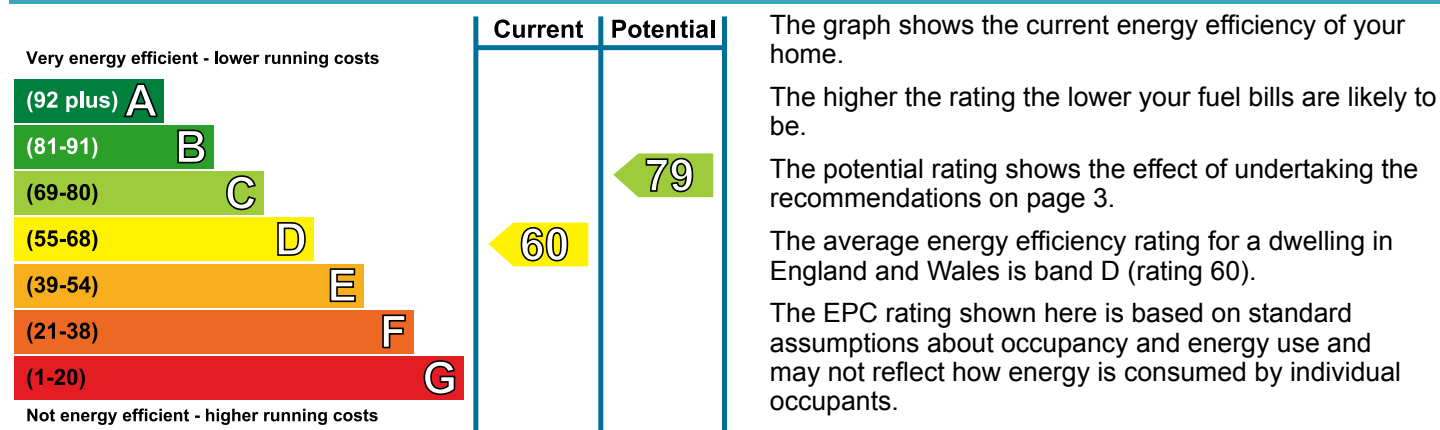 Current Potential
Very energy efficient - lower running costs
(92 plus) A
(81-91) B
(69-80) C
(55-68) D
(39-54) E
(21-38) F
(1-20) G
Not energy efficient - higher running costs
60
79
The graph shows the current energy efficiency of your
home.
The higher the rating the lower your fuel bills are likely to
be.
The potential rating shows the effect of undertaking the
recommendations on page 3.
The average energy efficiency rating for a dwelling in
England and Wales is band D (rating 60).
The EPC rating shown here is based on standard
assumptions about occupancy and energy use and
may not reflect how energy is consumed by individual
occupants.